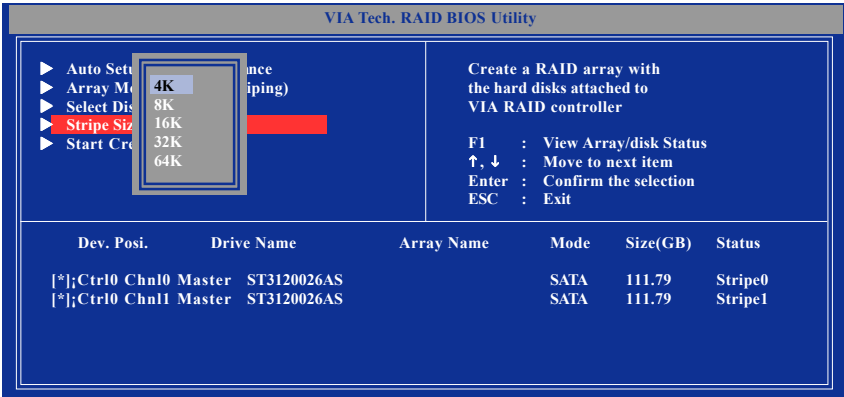 VIA Tech. RAID BIOS Utility
Auto Setu nce
Array Mo iping)
Select Dis
Stripe Siz
Start Cre
4K
8K
16K
32K
64K
Create a RAID array with
the hard disks attached to
VIA RAID controller
F1 : View Array/disk Status
↑, ↓ : Move to next item
Enter : Confirm the selection
ESC : Exit
Dev. Posi. Drive Name Array Name Mode Size(GB) Status
[*]¡Ctrl0 Chnl0 Master ST3120026AS SATA 111.79 Stripe0
[*]¡Ctrl0 Chnl1 Master ST3120026AS SATA 111.79 Stripe1